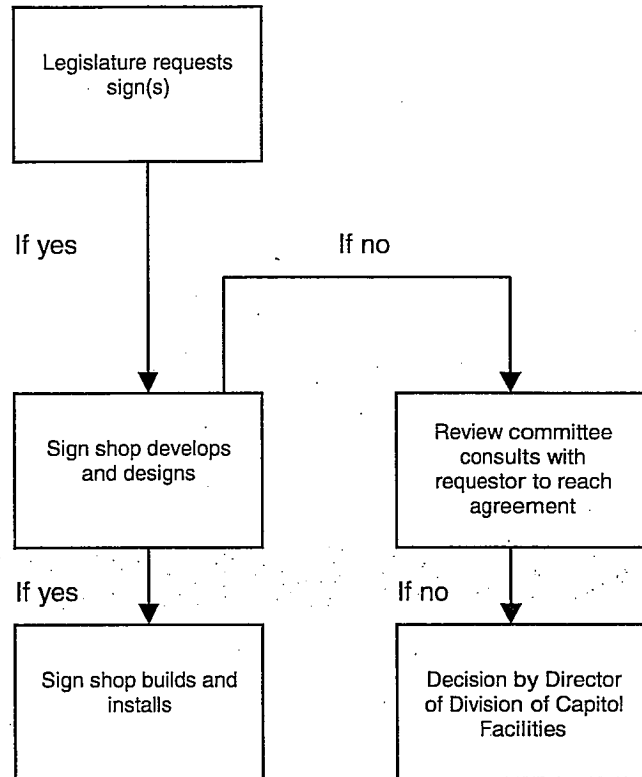 Legislature requests
sign(s)
If yes
If no
Sign shop develops
and designs
Review committee
consults with
requestor to reach
agreement
If yes
If no
Sign shop builds and
installs
Decision by Director
of Division of Capitol
Facilities